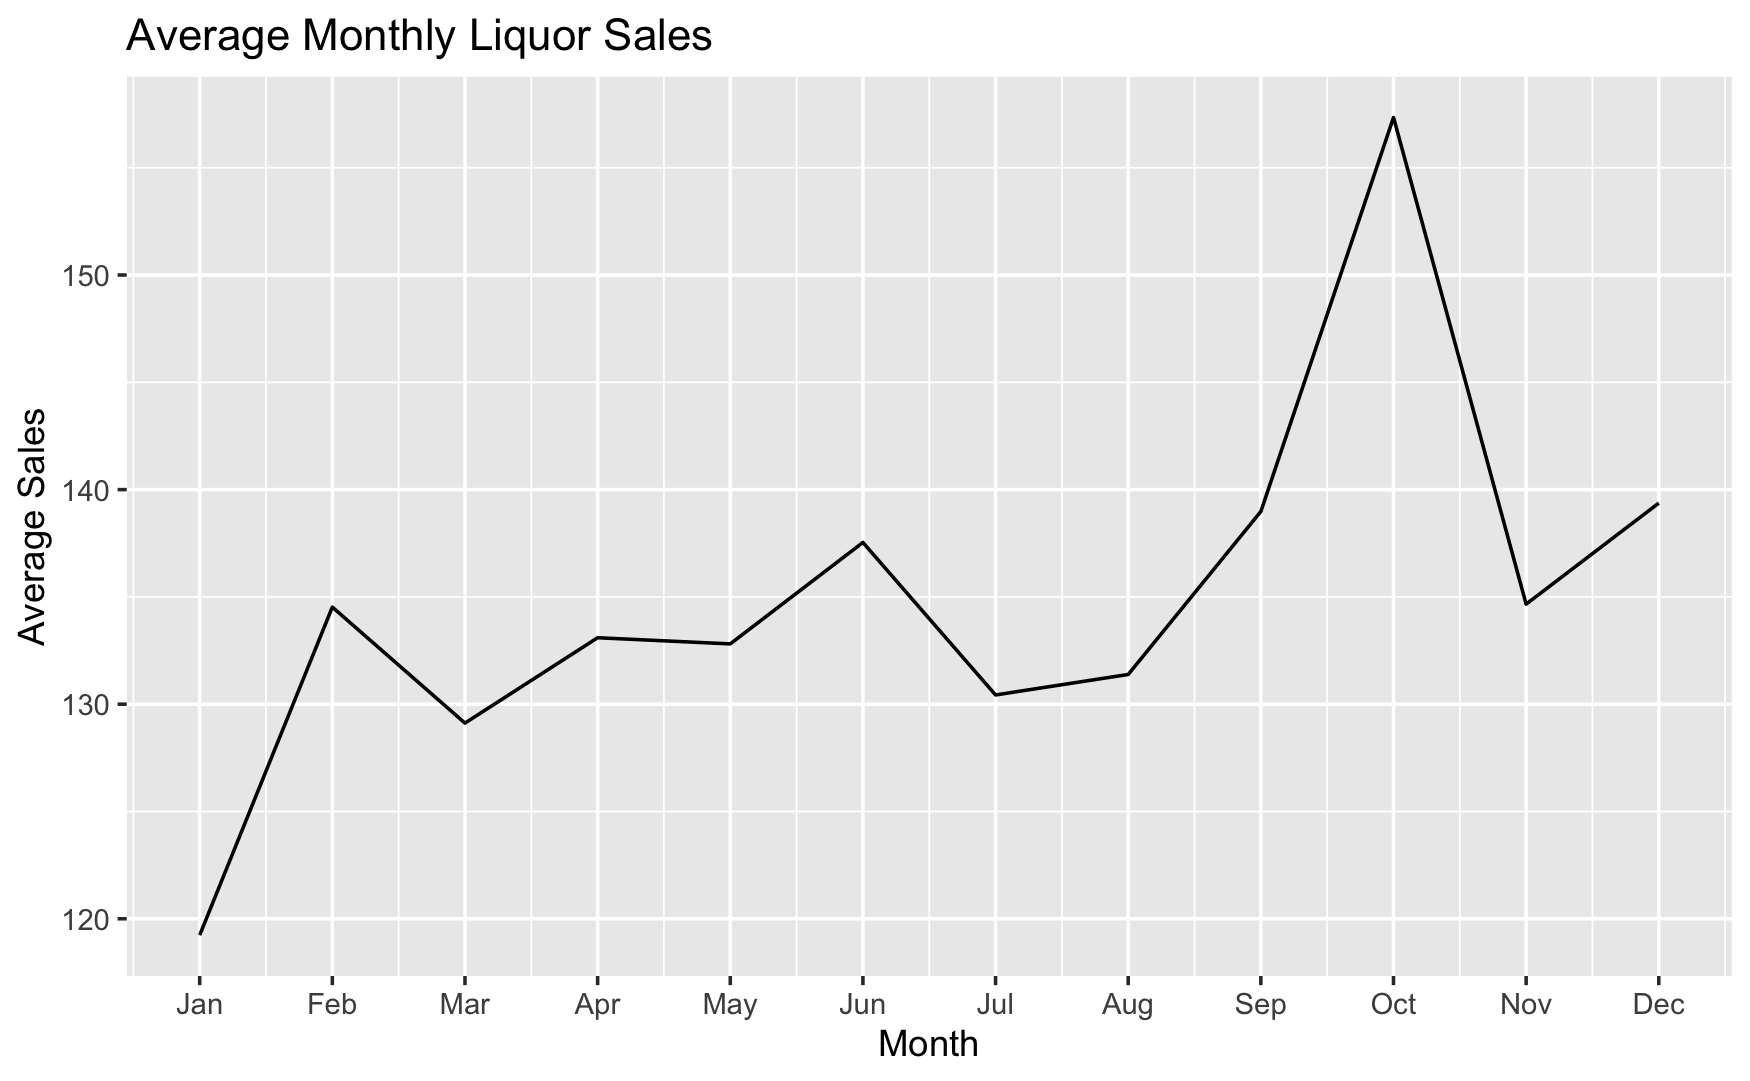 Average Monthly Liquor Sales
Average Sales
150
140
130
120
Jan Feb Mar Apr May Jun Jul Aug Sep Oct Nov Dec
Month